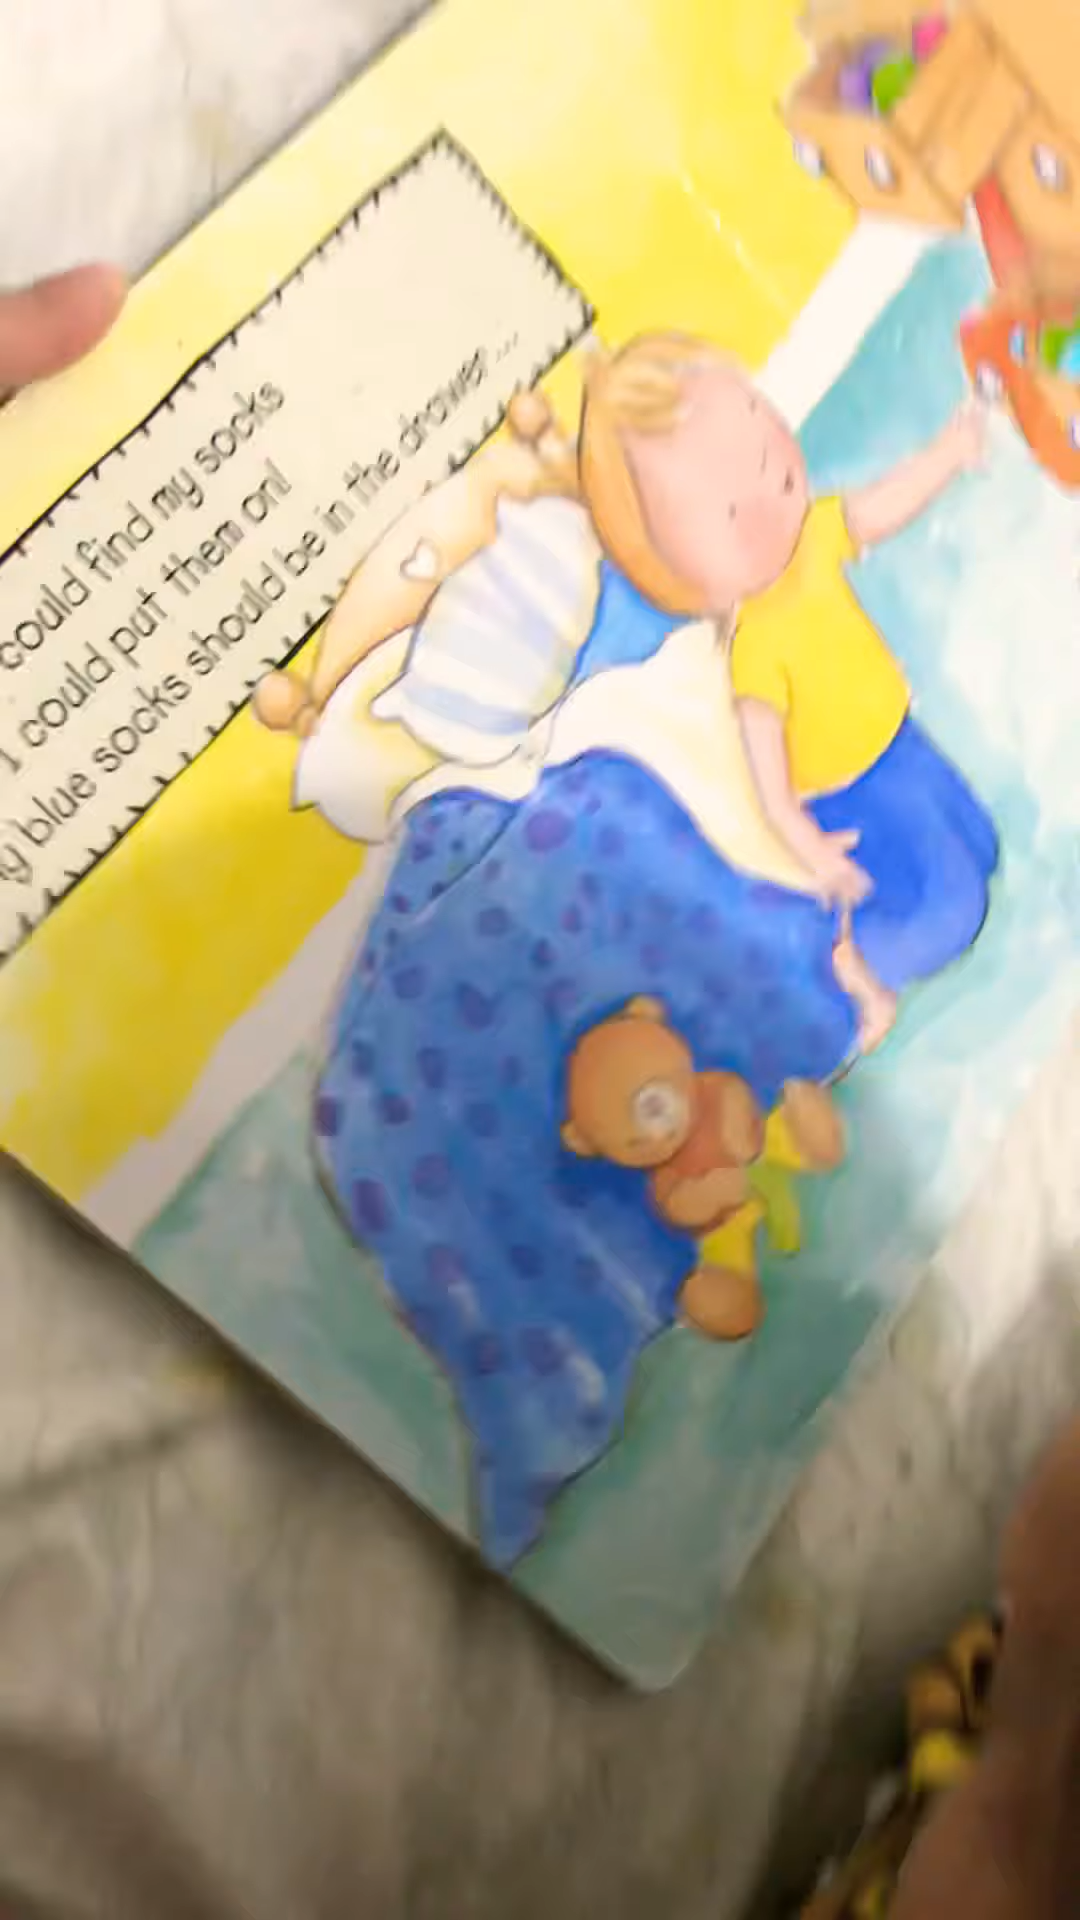 could find my socks
I could put them on!
blue socks should be in the drawer...